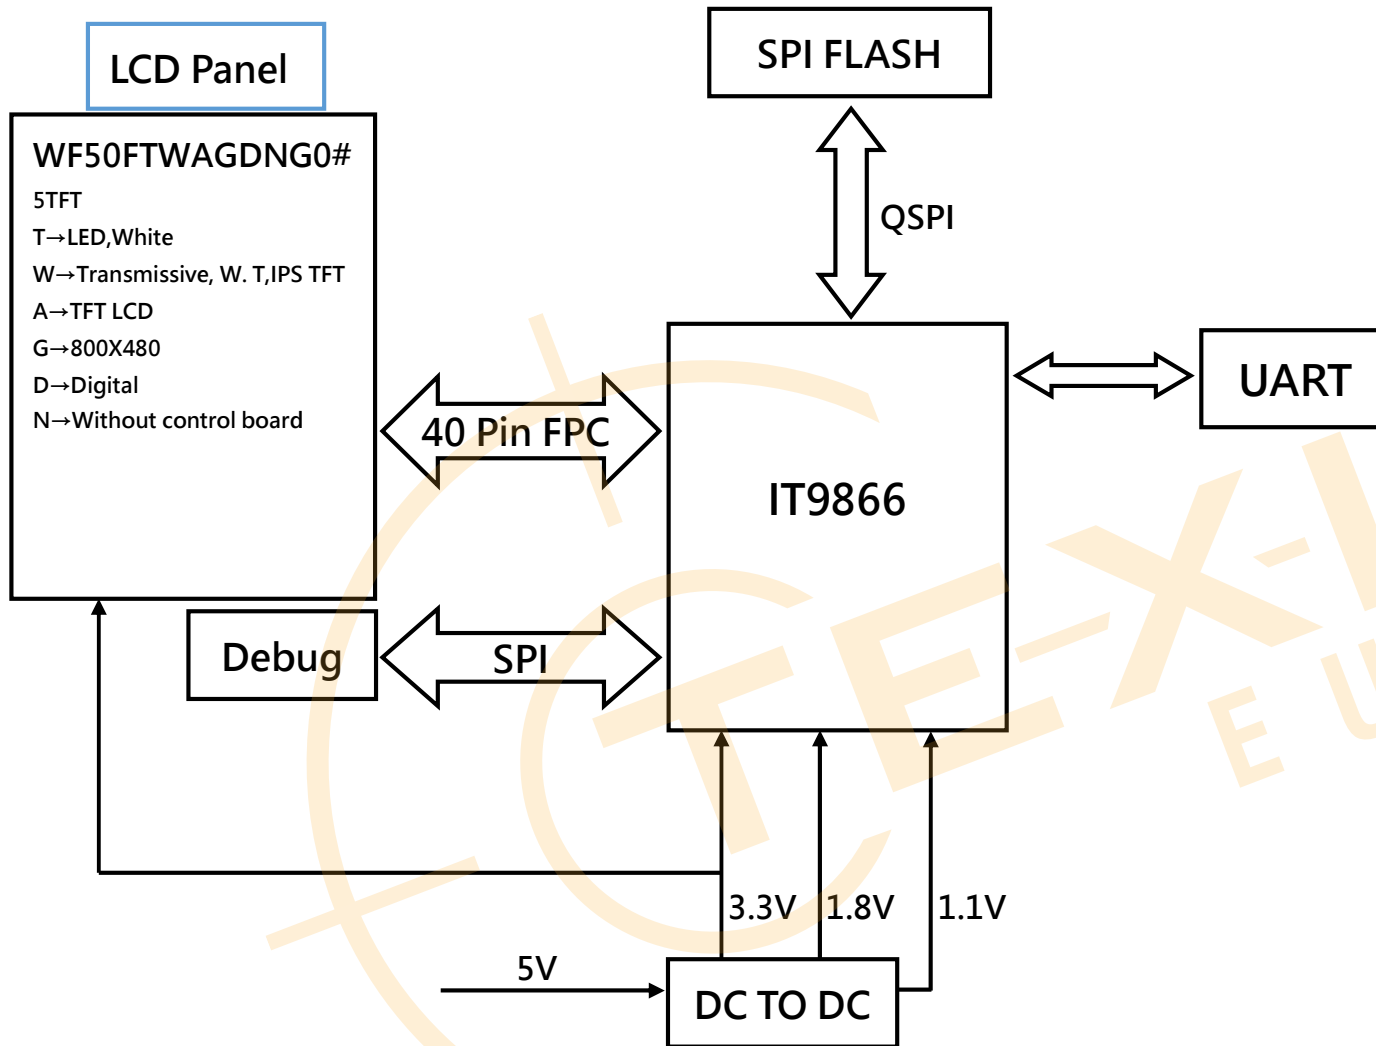 LCD Panel
SPI FLASH
WF50FTWAGDNG0#
5TFT
T→LED,White
W→Transmissive, W. T,IPS TFT
A→TFT LCD
G→800X480
D→Digital
N→Without control board
QSPI
UART
40 Pin FPC
IT9866
Debug
SPI
3.3V
1.8V
1.1V
5V
DC TO DC